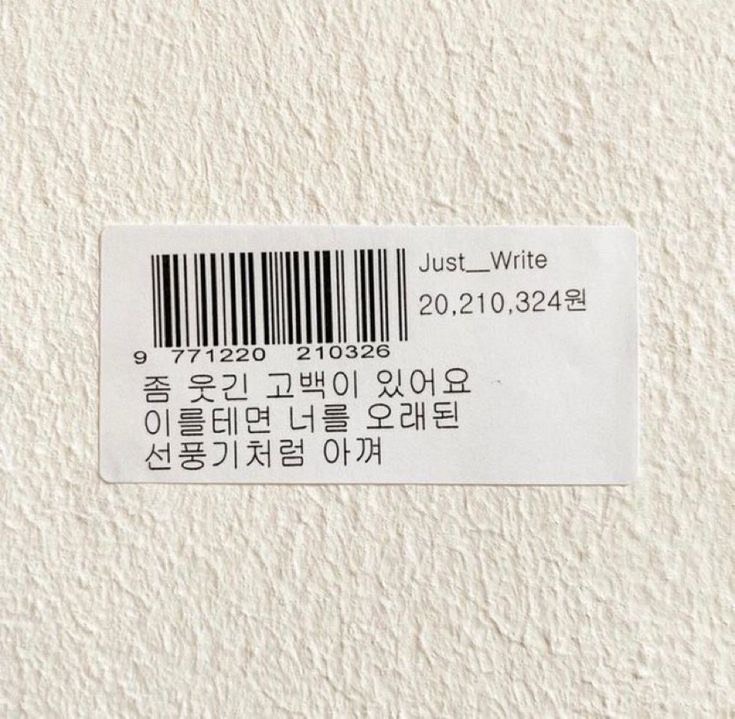 Just__Write
20,210,324원
9 771220 210326
좀 웃긴 고백이 있어요
이를테면 너를 오래된
선풍기처럼 아껴